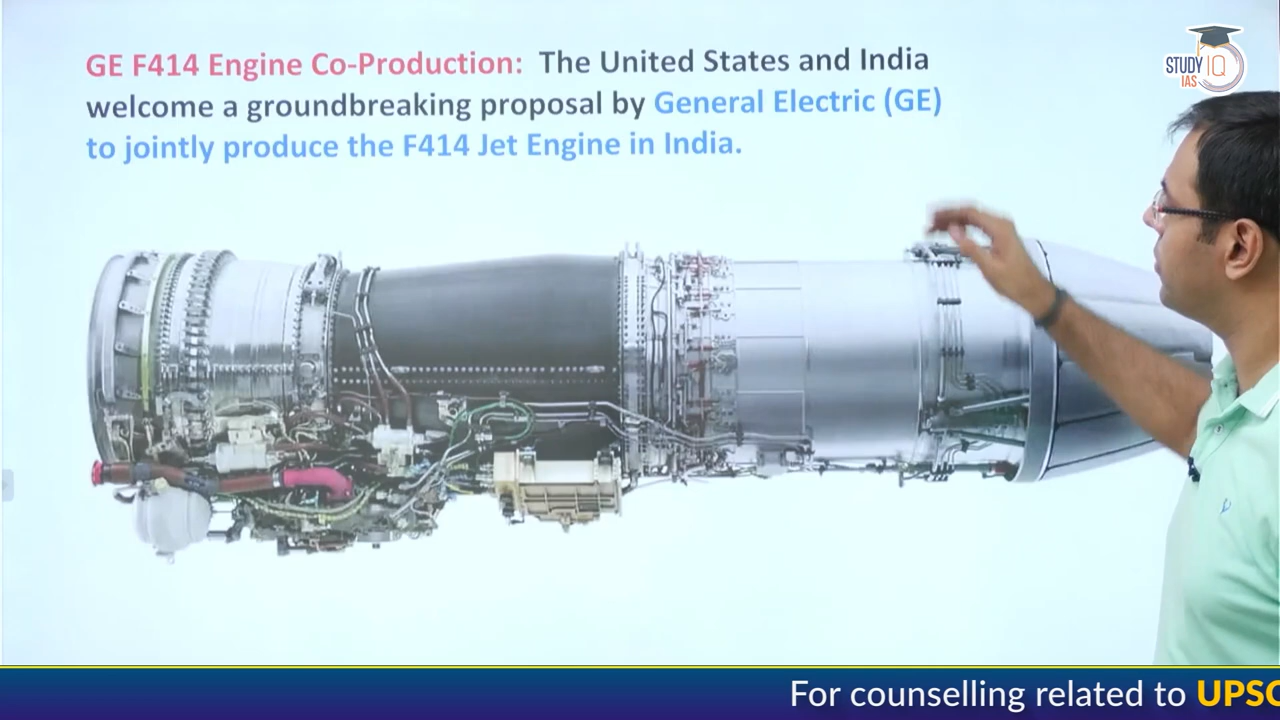 GE F414 Engine Co-Production: The United States and India
welcome a groundbreaking proposal by General Electric (GE)
to jointly produce the F414 Jet Engine in India.
STUDY IQ
IAS
For counselling related to UPSC